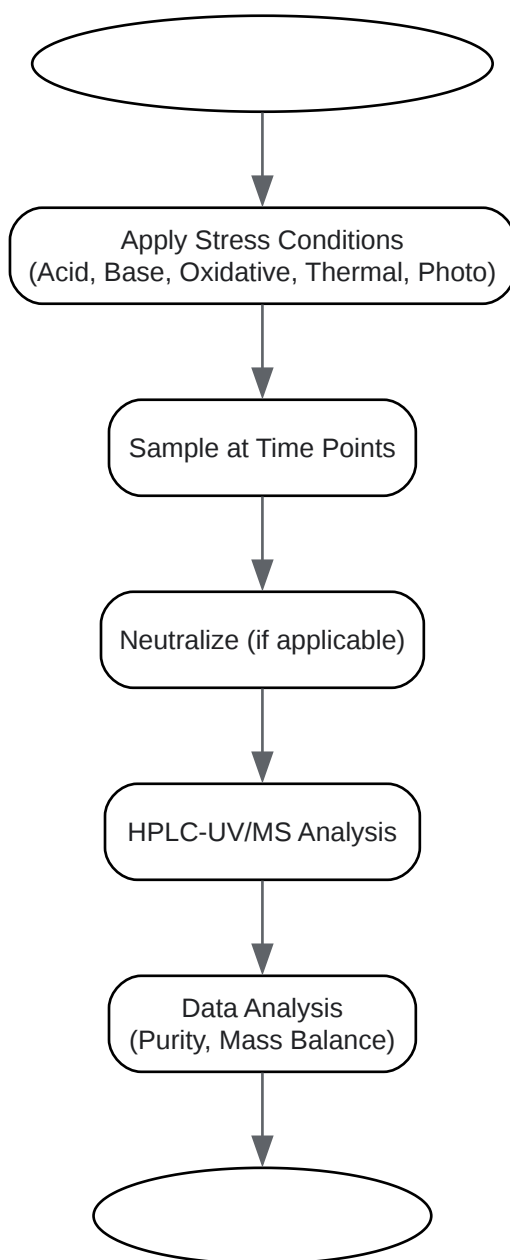 Apply Stress Conditions
(Acid, Base, Oxidative, Thermal, Photo)
Sample at Time Points
Neutralize (if applicable)
HPLC-UV/MS Analysis
Data Analysis
(Purity, Mass Balance)